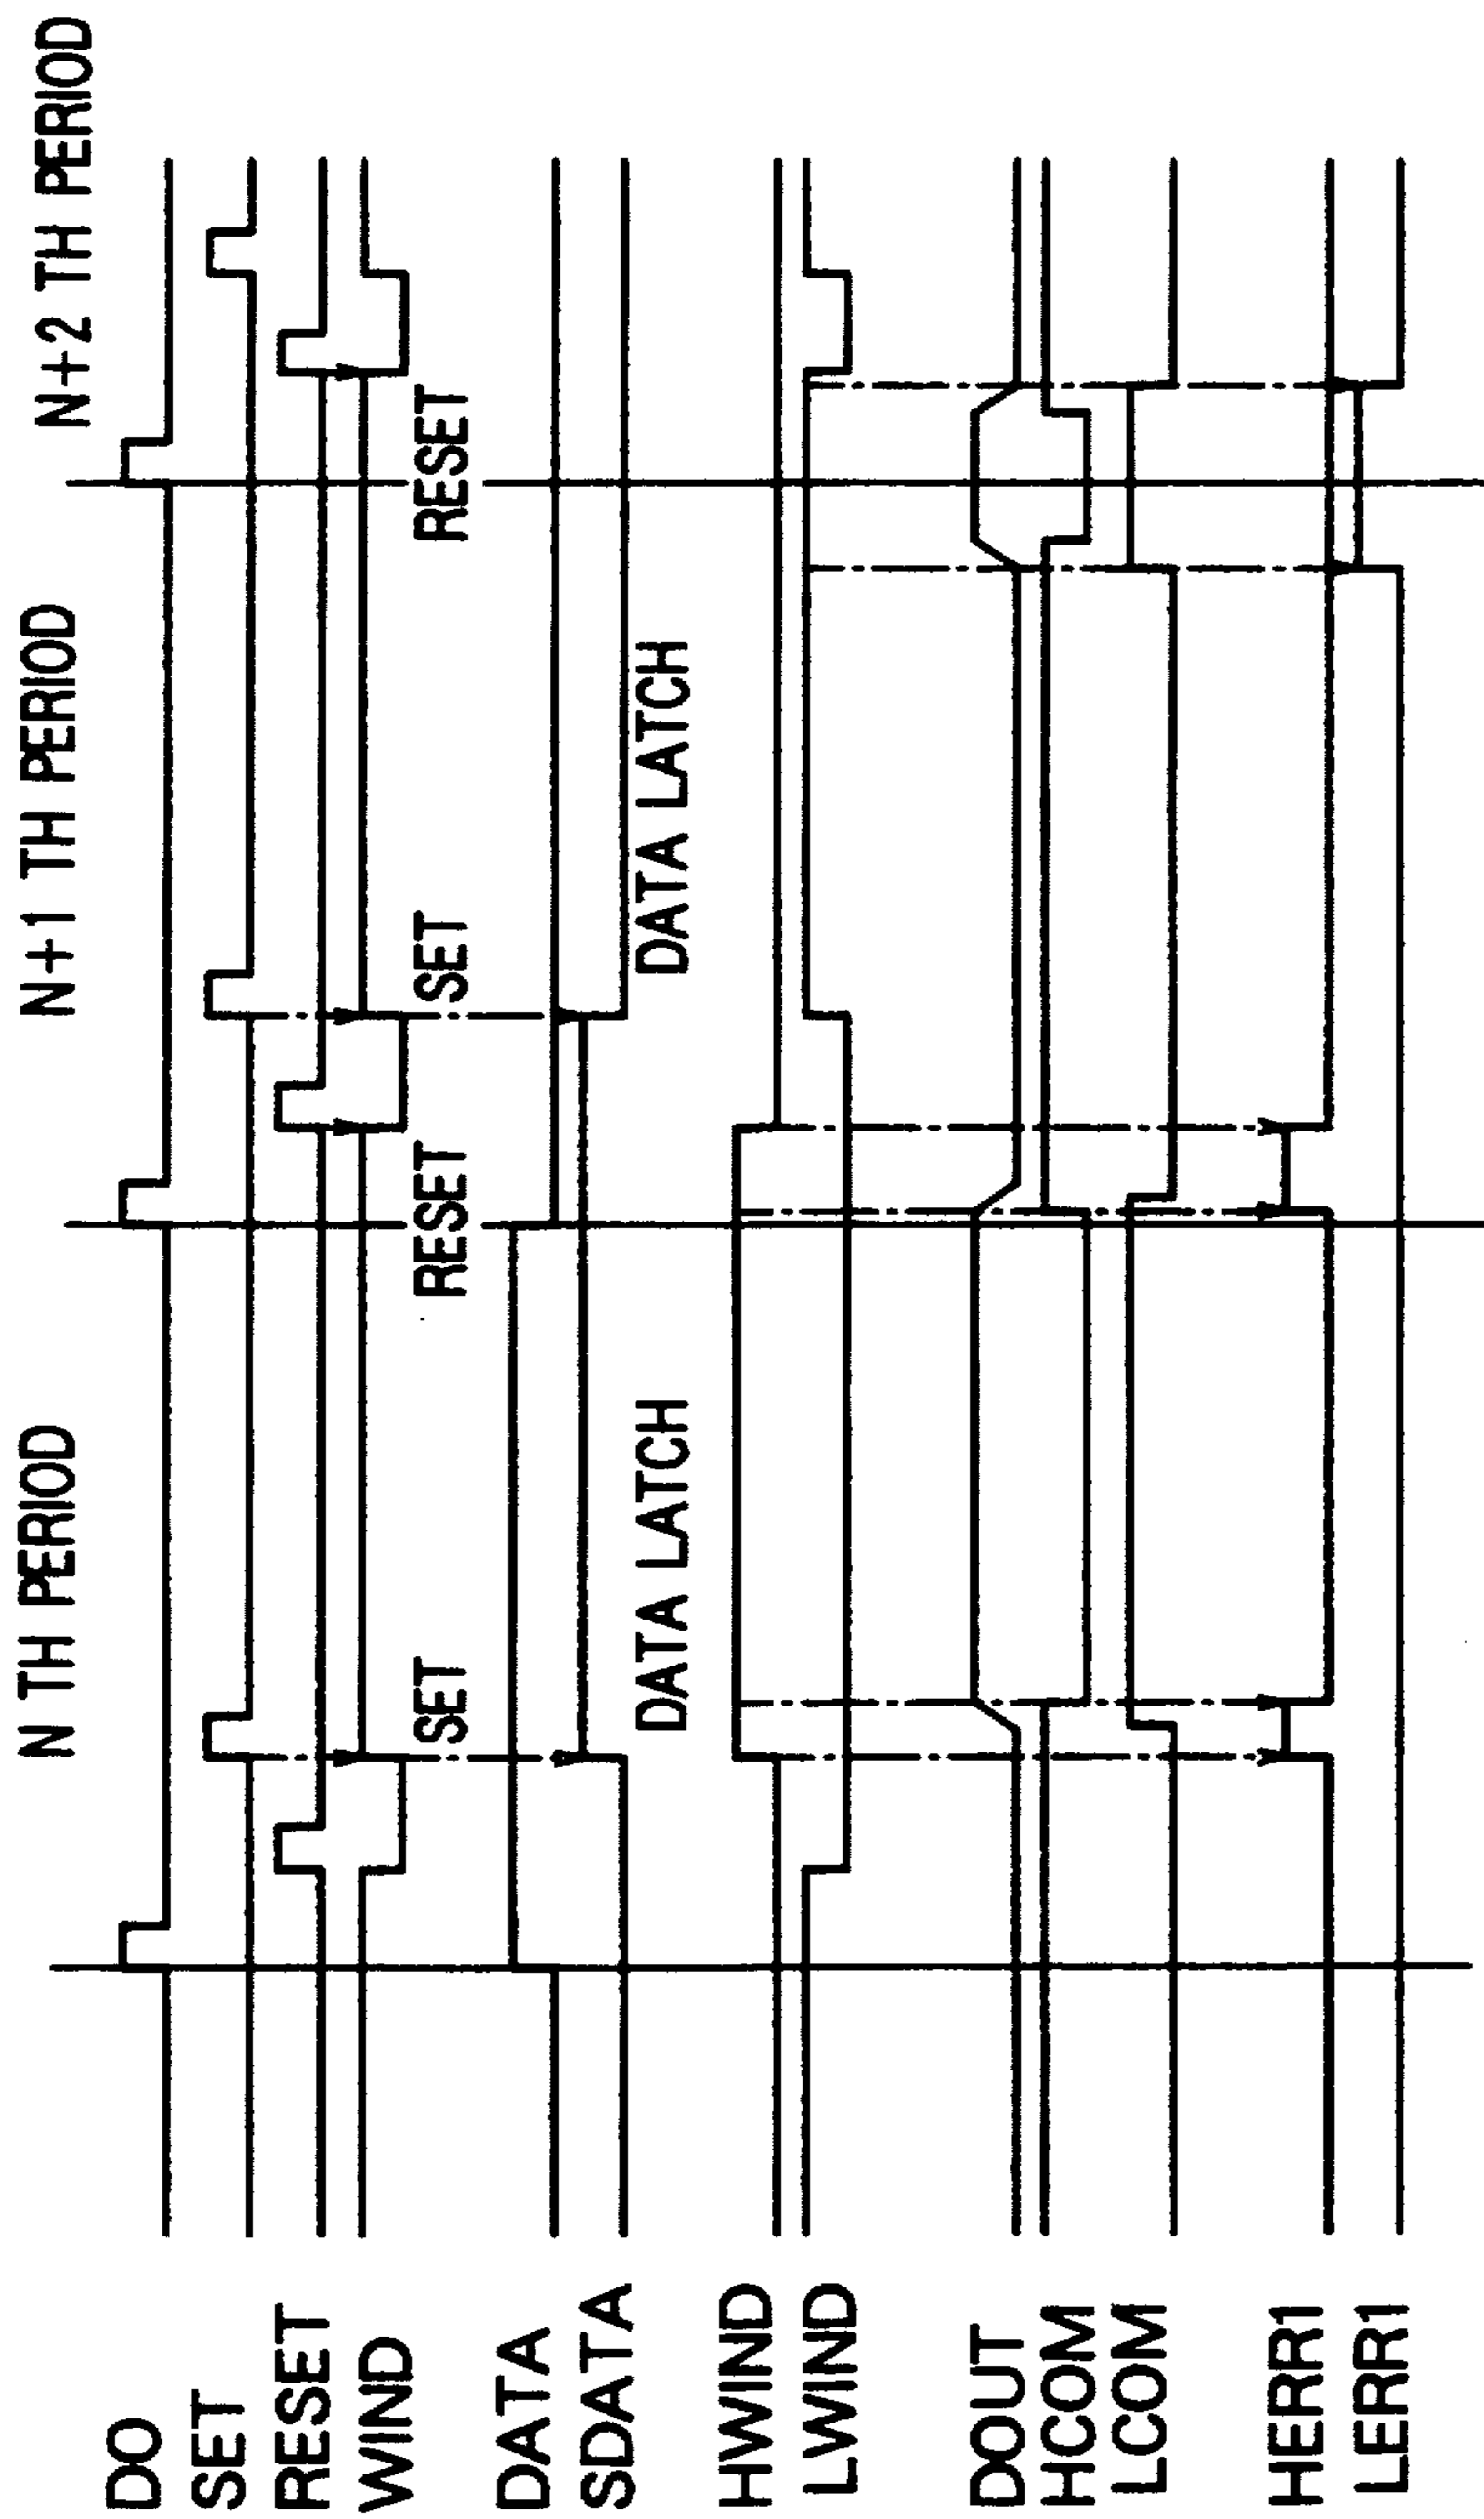 N TH PERIOD
N+1 TH PERIOD
N+2 TH PERIOD
DO
SET
RESET
WIND
SET
RESET
SET
RESET
DATA
SDATA
DATA LATCH
DATA LATCH
HWIND
LWIND
DOUT
HCOM
LCOM
HERR1
LERR1